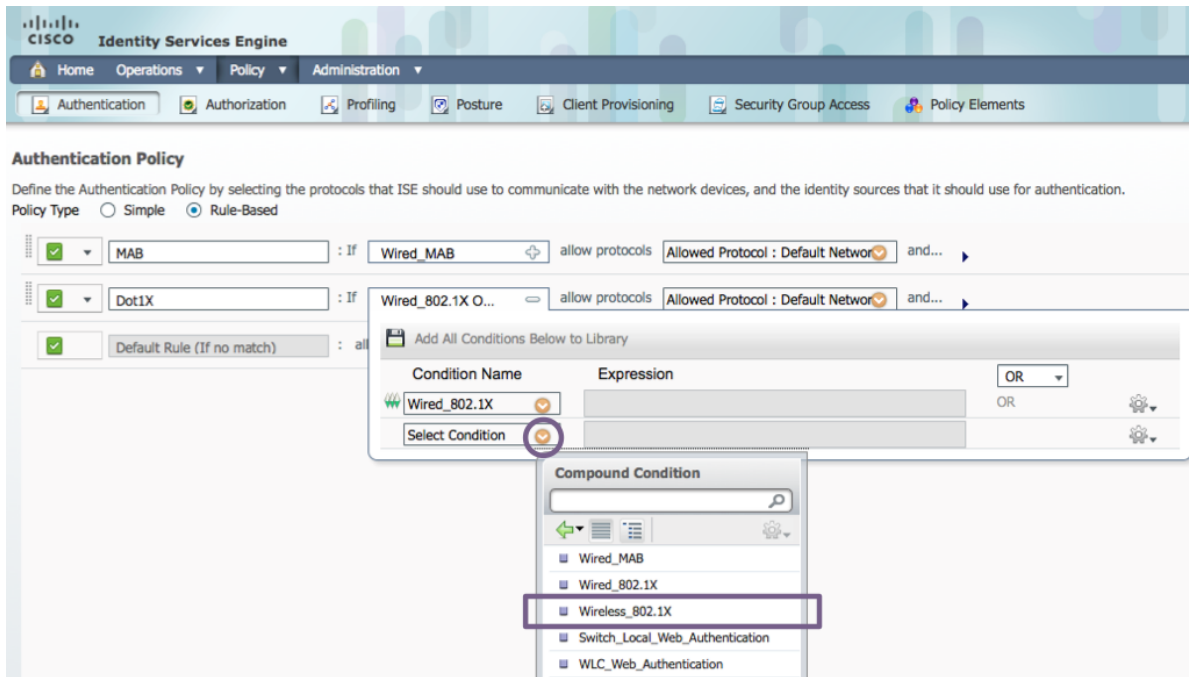 CISCO Identity Services Engine
Home Operations Policy Administration
Authentication Authorization Profiling Posture Client Provisioning Security Group Access Policy Elements
Authentication Policy
Define the Authentication Policy by selecting the protocols that ISE should use to communicate with the network devices, and the identity sources that it should use for authentication.
Policy Type Simple Rule-Based
MAB : If Wired_MAB allow protocols Allowed Protocol : Default Networ and...
Dot1X : If Wired_802.1X O... allow protocols Allowed Protocol : Default Networ and...
Default Rule (If no match) : all
Add All Conditions Below to Library
Condition Name Expression OR
Wired_802.1X OR
Select Condition
Compound Condition
Wired_MAB
Wired_802.1X
Wireless_802.1X
Switch_Local_Web_Authentication
WLC_Web_Authentication